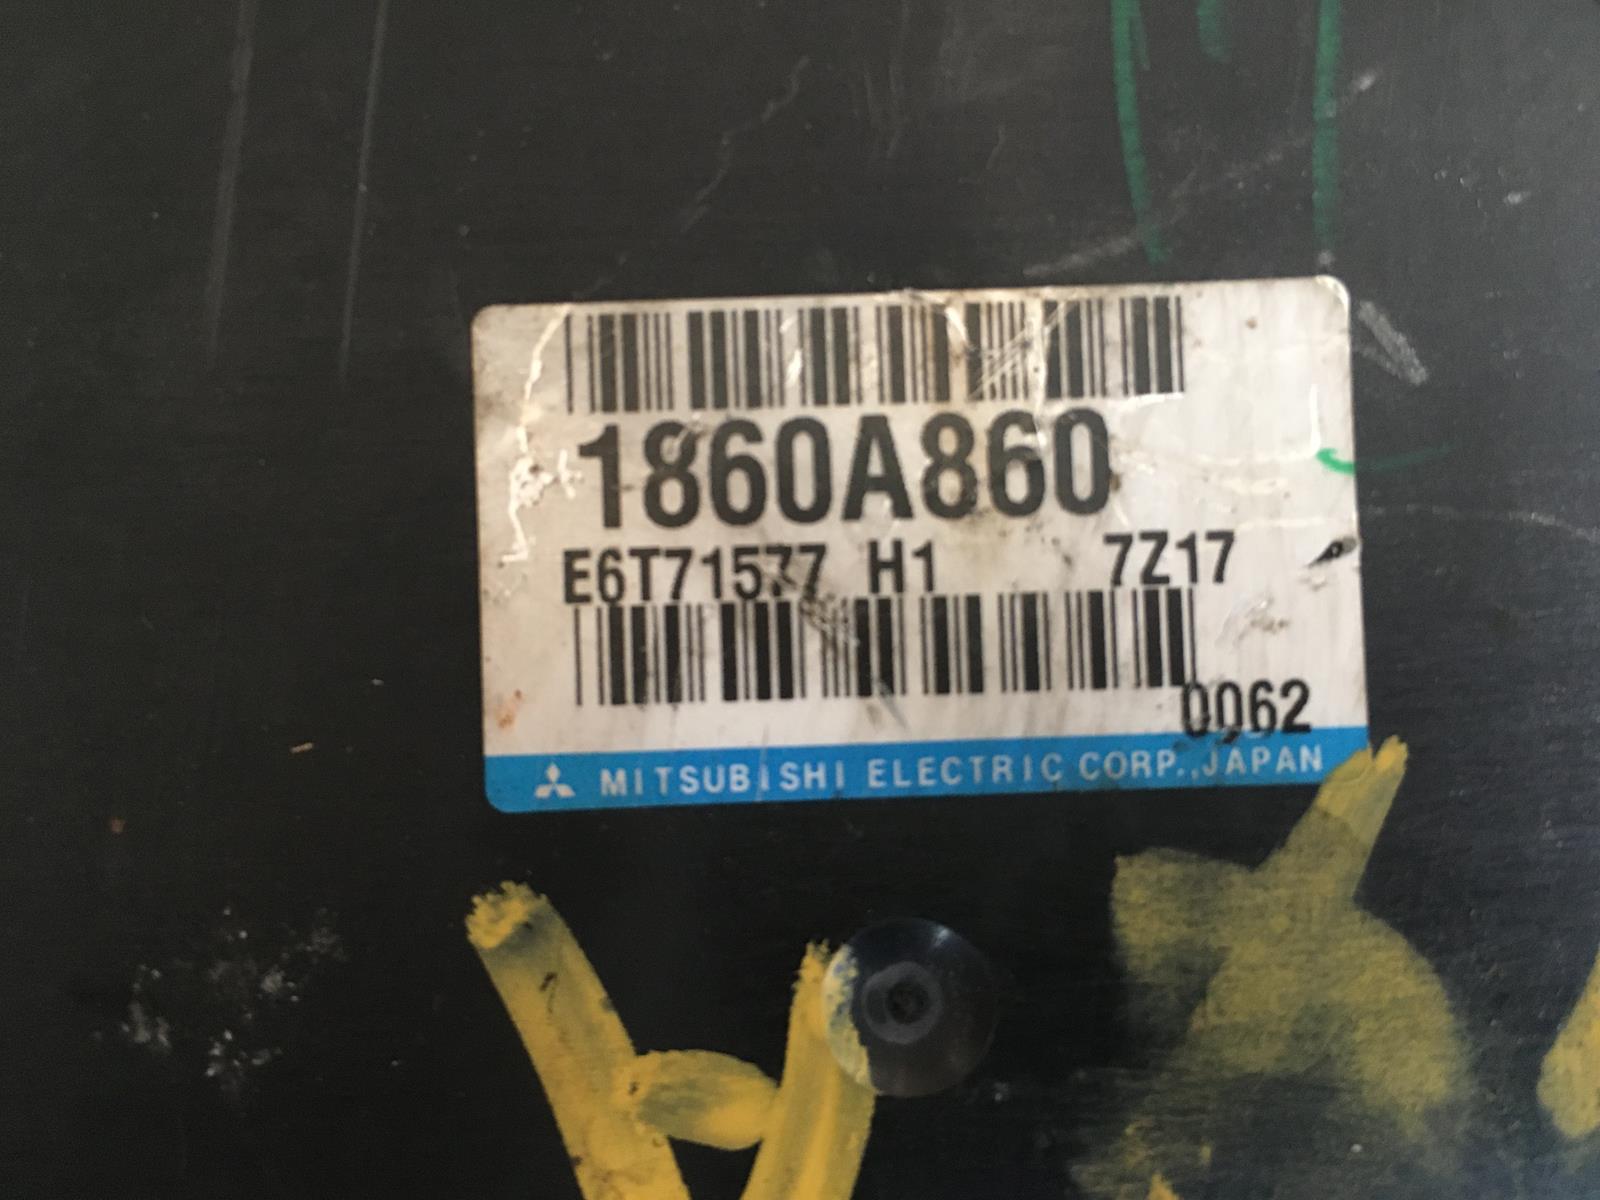 1860A860
E6T71577 H1 7Z17
0062
MITSUBISHI ELECTRIC CORP.,JAPAN